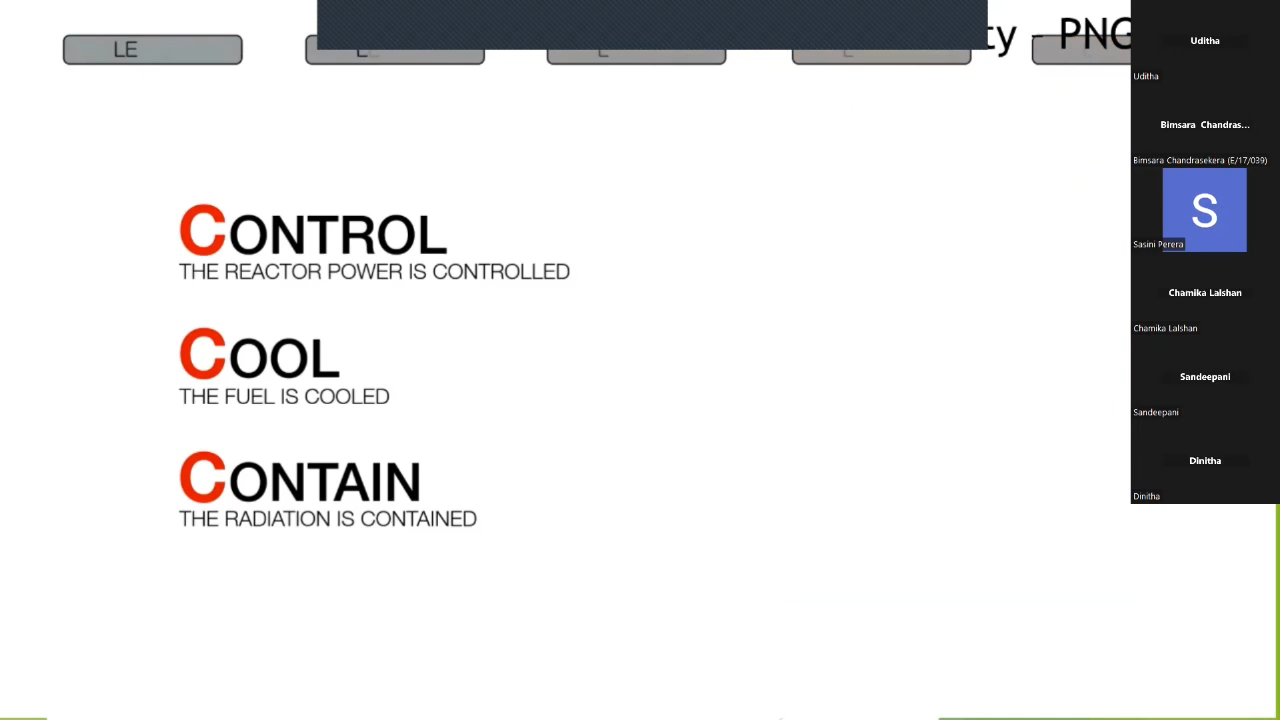 ty - PNG
LE
L
L
L
CONTROL
THE REACTOR POWER IS CONTROLLED
COOL
THE FUEL IS COOLED
CONTAIN
THE RADIATION IS CONTAINED
Uditha
Uditha
Bimsara Chandras...
Bimsara Chandrasekera (E/17/039)
S
Sasini Perera
Chamika Lalshan
Chamika Lalshan
Sandeepani
Sandeepani
Dinitha
Dinitha